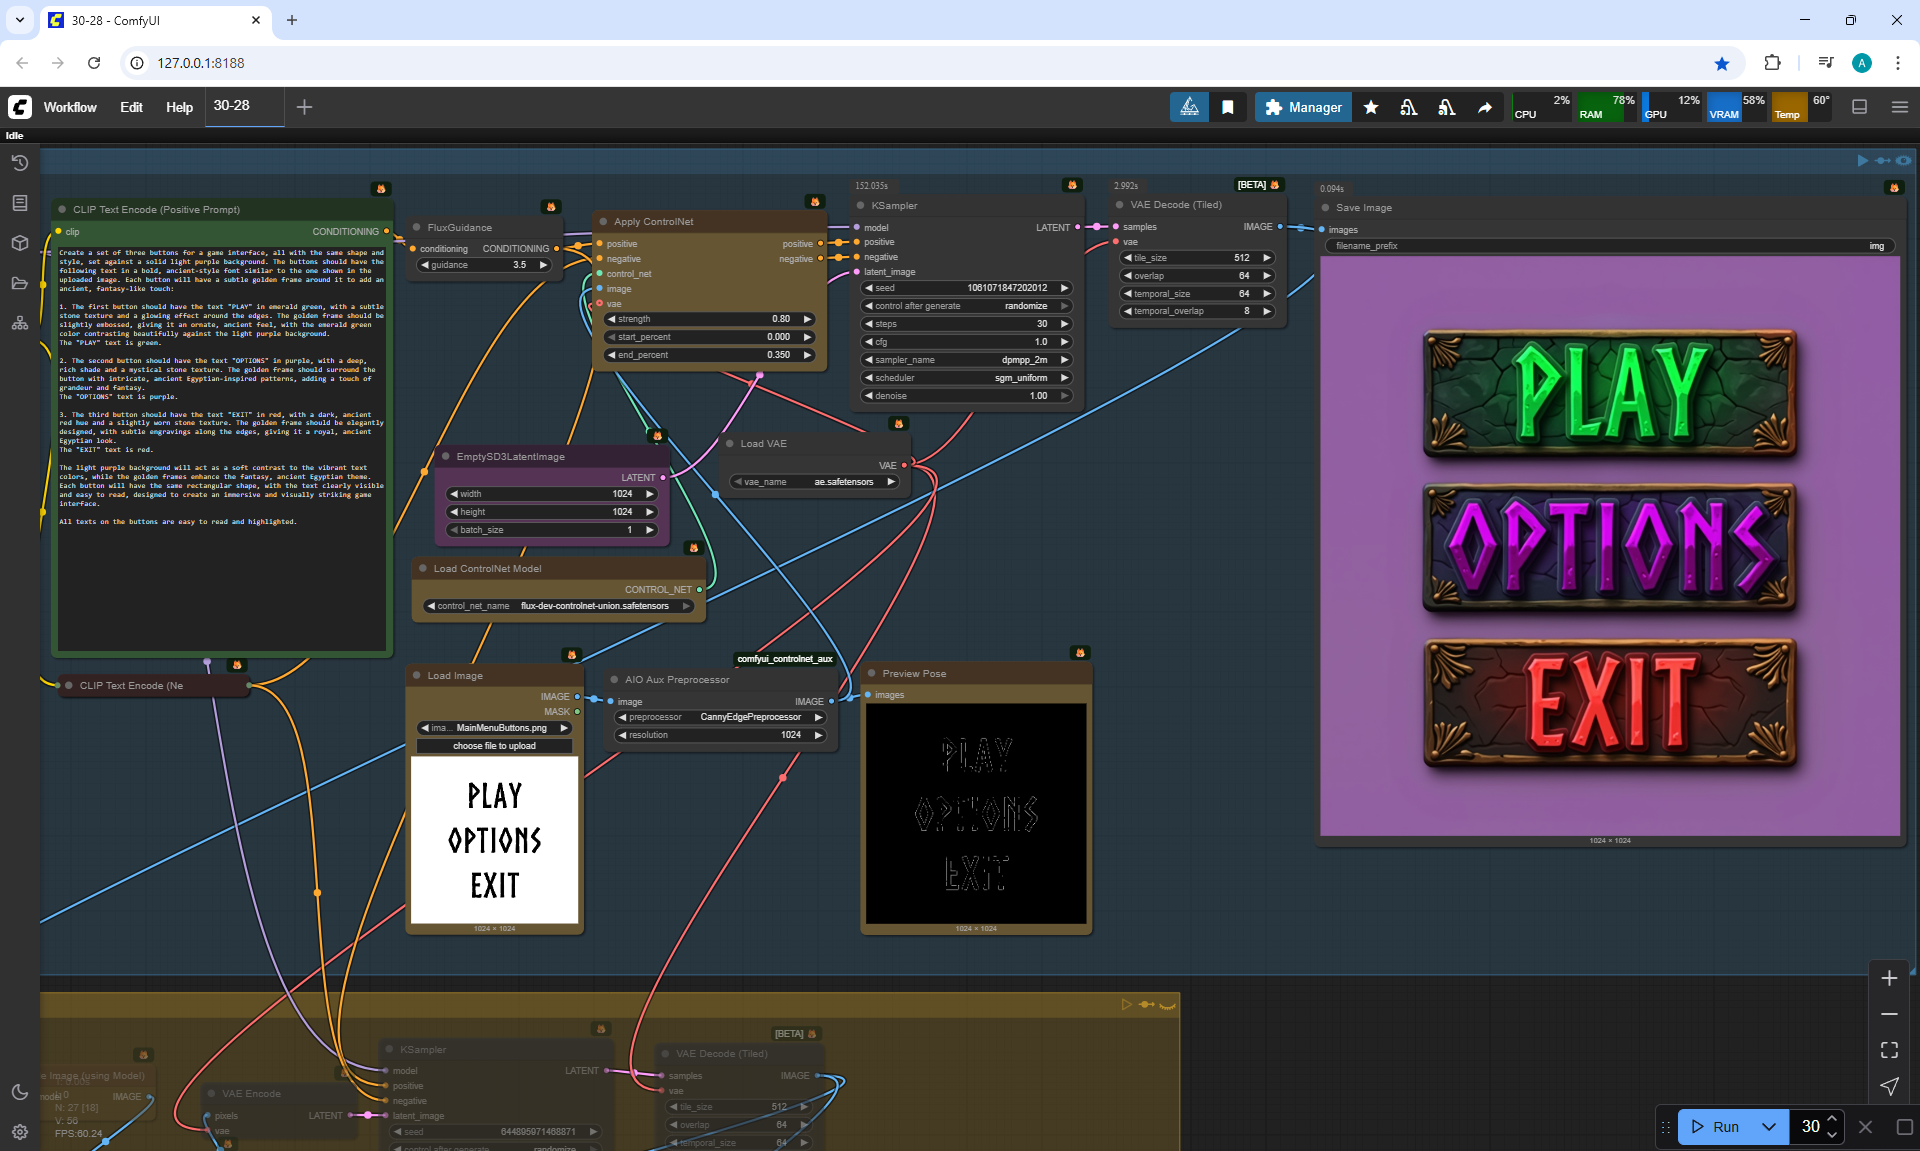 30-28 - ComfyUI
127.0.0.1:8188
A
Workflow Edit Help 30-28
Manager
CPU 2%
RAM 78%
GPU 12%
VRAM 58%
Temp 60°
Idle
CLIP Text Encode (Positive Prompt)
clip CONDITIONING
Create a set of three buttons for a game interface, all with the same shape and
style, set against a solid light purple background. The buttons should have the
following text in a bold, ancient-style font similar to the one shown in the
uploaded image. Each button will have a golden frame around it to add an
ancient, fantasy-like touch:
1. The first button should have the text "PLAY" in emerald green, with a subtle
stone texture and a glowing effect around the edges. The golden frame should be
slightly embossed, giving it an ornate, ancient feel, with the emerald green
color contrasting beautifully against the light purple background.
The "PLAY" text is green.
2. The second button should have the text "OPTIONS" in purple, with a deep,
rich shade and a mystical stone texture. The golden frame should surround the
button with intricate, ancient Egyptian-inspired patterns, adding a touch of
grandeur and fantasy.
The "OPTIONS" text is purple.
3. The third button should have the text "EXIT" in red, with a dark, ancient
red hue and a slightly worn stone texture. The golden frame should be elegantly
designed, with subtle engravings along the edges, giving it a royal, ancient
Egyptian look.
The "EXIT" text is red.
The light purple background will act as a soft contrast to the vibrant text
colors, while the golden frames enhance the fantasy, ancient Egyptian theme.
Each button will have the same rectangular shape, with the text clearly visible
and easy to read, designed to create an immersive and visually striking game
interface.
All texts on the buttons are easy to read and highlighted.
CLIP Text Encode (Ne
FluxGuidance
conditioning CONDITIONING
guidance 3.5
Apply ControlNet
positive positive
negative negative
control_net
image
vae
strength 0.80
start_percent 0.000
end_percent 0.350
152.035s
KSampler
model LATENT
positive
negative
latent_image
seed 1061071847202012
control after generate randomize
steps 30
cfg 1.0
sampler_name dpmpp_2m
scheduler sgm_uniform
denoise 1.00
2.992s [BETA]
VAE Decode (Tiled)
samples IMAGE
vae
tile_size 512
overlap 64
temporal_size 64
temporal_overlap 8
0.094s
Save Image
images
filename_prefix img
PLAY
OPTIONS
EXIT
1024 × 1024
EmptySD3LatentImage
LATENT
width 1024
height 1024
batch_size 1
Load VAE
VAE
vae_name ae.safetensors
Load ControlNet Model
CONTROL_NET
control_net_name flux-dev-controlnet-union.safetensors
Load Image
IMAGE
MASK
ima... MainMenuButtons.png
choose file to upload
PLAY
OPTIONS
EXIT
1024 × 1024
comfyui_controlnet_aux
AIO Aux Preprocessor
image IMAGE
preprocessor CannyEdgePreprocessor
resolution 1024
Preview Pose
images
PLAY
OPTIONS
EXIT
1024 × 1024
e Image (using Model)
IMAGE
N: 27 [18]
V: 56
FPS:60.24
VAE Encode
pixels LATENT
vae
KSampler
model LATENT
positive
negative
latent_image
seed 644895971468871
control after generate randomize
[BETA]
VAE Decode (Tiled)
samples IMAGE
vae
tile_size 512
overlap 64
temporal_size 64
Run 30